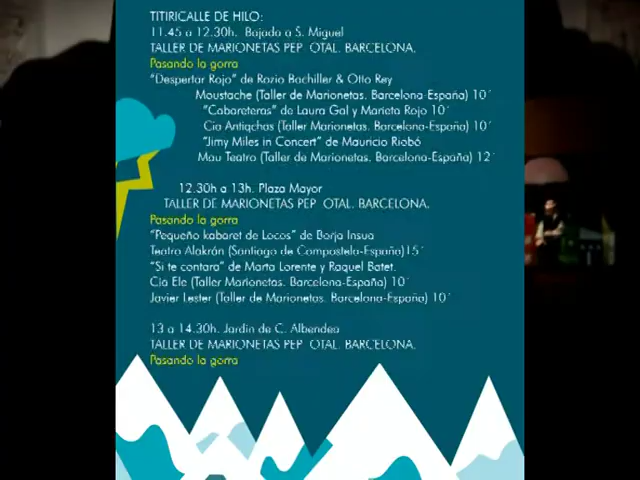 TITIRICALLE DE HILO:
11.45 a 12.30h. Bajada a S. Miguel
TALLER DE MARIONETAS PEP OTAL. BARCELONA.
Pasando la gorra
"Despertar Rojo" de Rozio Bachiller & Otto Rey
Moustache (Taller de Marionetas. Barcelona-España) 10´
"Cabareteras" de Laura Gal y Marieta Rojo 10´
Cia Antiqchas (Taller Marionetas. Barcelona-España) 10´
"Jimy Miles in Concert" de Mauricio Riobó
Mau Teatro (Taller de Marionetas. Barcelona-España) 12´
12.30h a 13h. Plaza Mayor
TALLER DE MARIONETAS PEP OTAL. BARCELONA.
Pasando la gorra
"Pequeño kabaret de Locos" de Borja Insua
Teatro Alakrán (Santiago de Compostela-España)15´
"Si te contara" de Marta Lorente y Raquel Batet.
Cia Ele (Taller de Marionetas. Barcelona-España) 10´
Javier Lester (Taller de Marionetas. Barcelona-España) 10´
13 a 14.30h. Jardin de C. Albendea
TALLER DE MARIONETAS PEP OTAL. BARCELONA.
Pasando la gorra